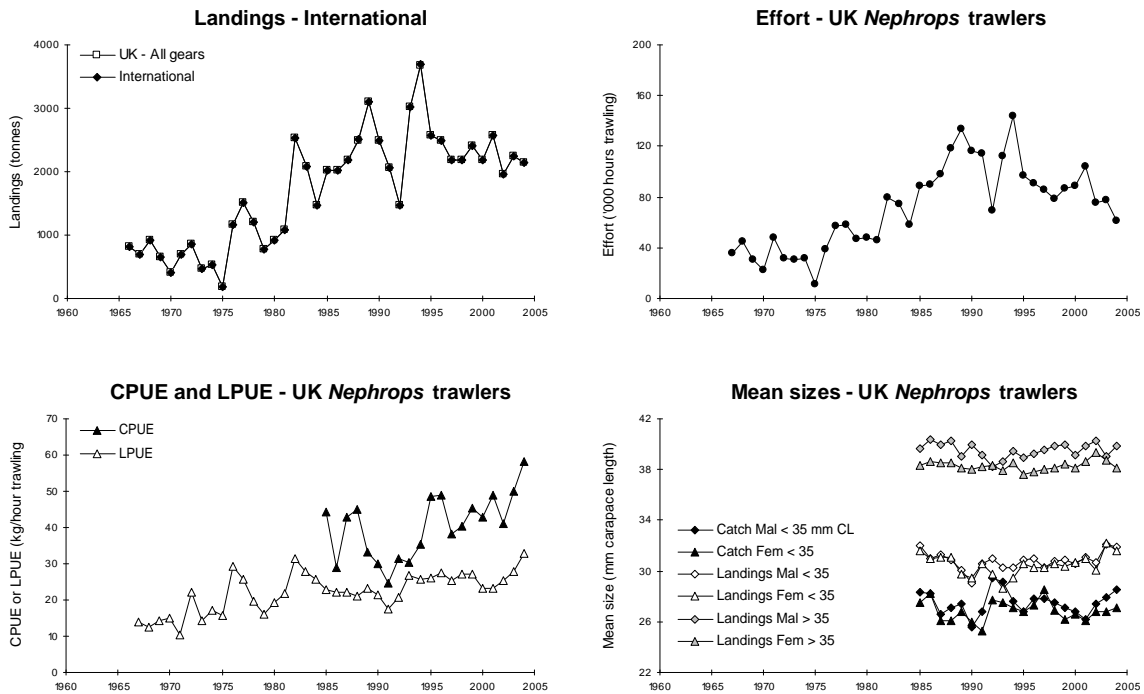 Landings - International
Landings (tonnes)
4000
3000
2000
1000
0
UK - All gears
International
1960 1965 1970 1975 1980 1985 1990 1995 2000 2005
Effort - UK Nephrops trawlers
Effort ('000 hours trawling)
200
160
120
80
40
0
1960 1965 1970 1975 1980 1985 1990 1995 2000 2005
CPUE and LPUE - UK Nephrops trawlers
CPUE or LPUE (kg/hour trawling
70
60
50
40
30
20
10
0
CPUE
LPUE
1960 1965 1970 1975 1980 1985 1990 1995 2000 2005
Mean sizes - UK Nephrops trawlers
Mean size (mm carapace length)
42
38
34
30
26
22
Catch Mal < 35 mm CL
Catch Fem < 35
Landings Mal < 35
Landings Fem < 35
Landings Mal > 35
Landings Fem > 35
1960 1965 1970 1975 1980 1985 1990 1995 2000 2005